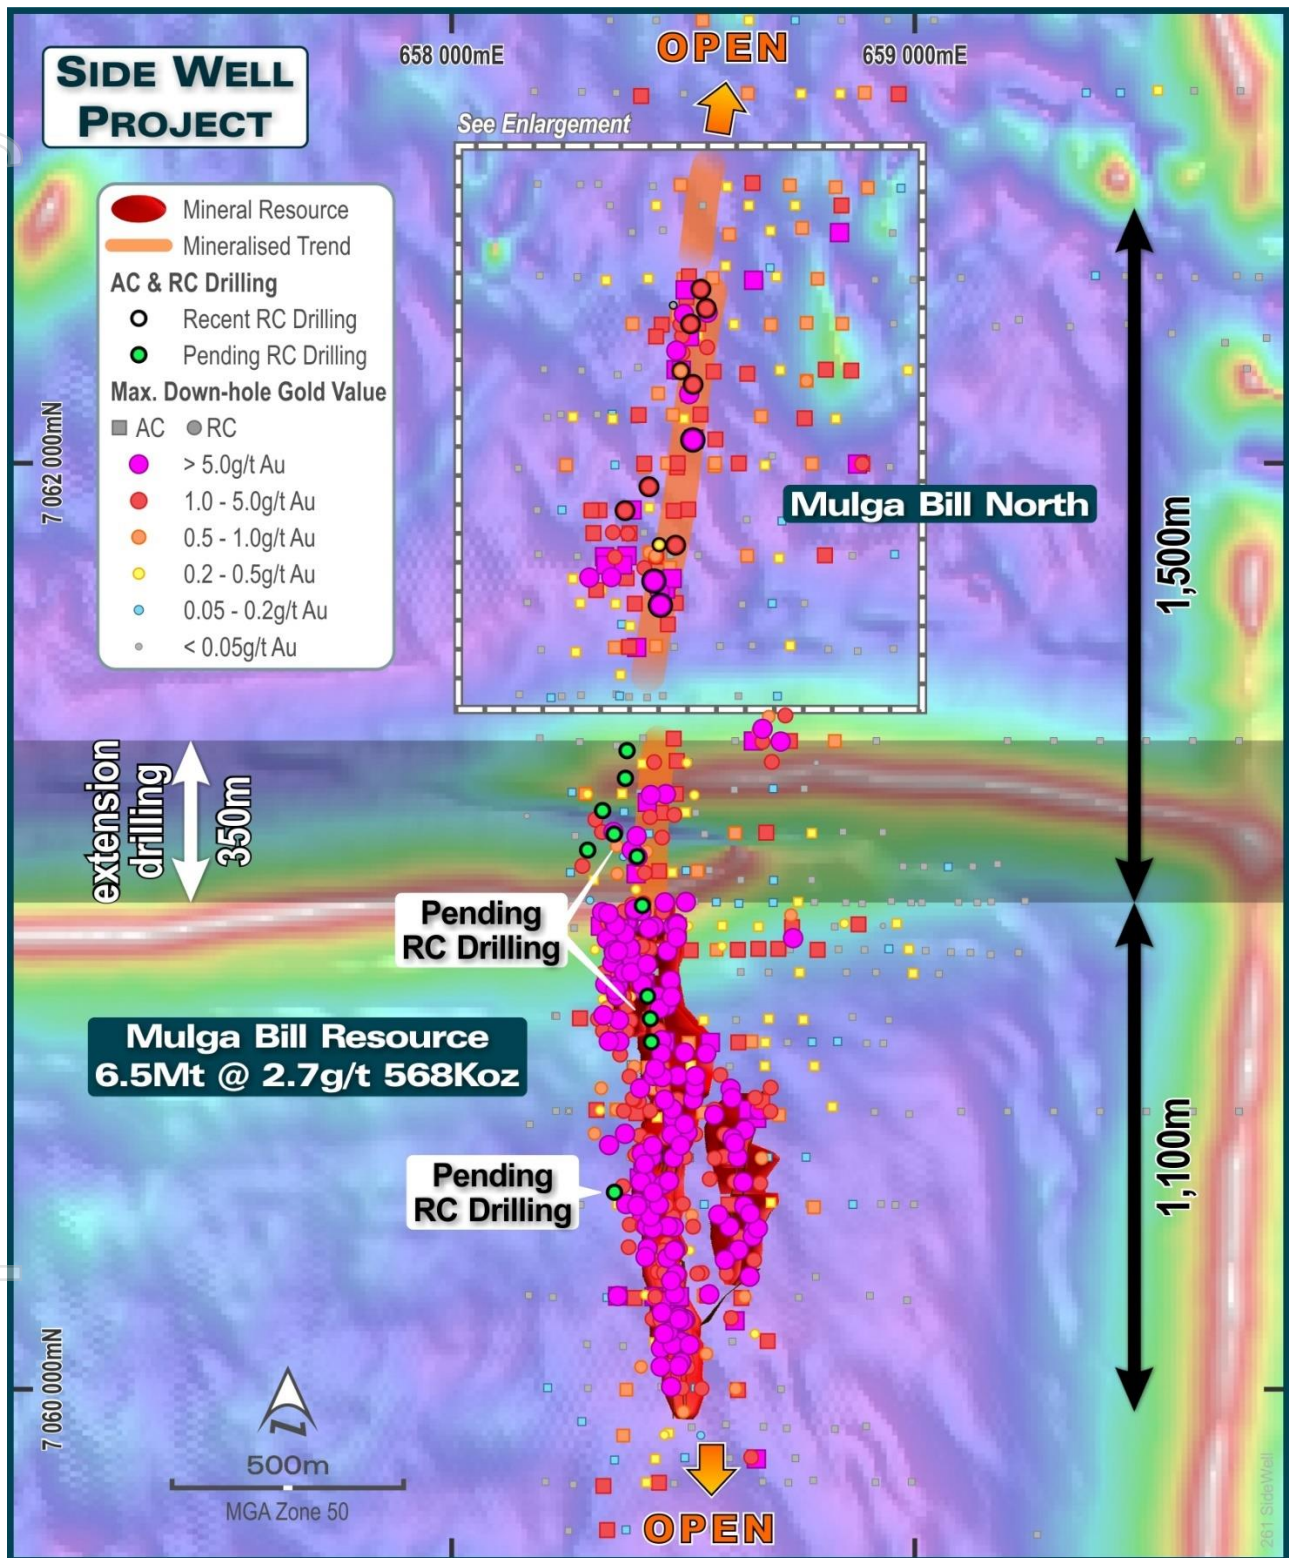 SIDE WELL
PROJECT
658 000mE
OPEN
659 000mE
See Enlargement
Mineral Resource
Mineralised Trend
AC & RC Drilling
Recent RC Drilling
Pending RC Drilling
Max. Down-hole Gold Value
AC RC
> 5.0g/t Au
1.0 - 5.0g/t Au
0.5 - 1.0g/t Au
0.2 - 0.5g/t Au
0.05 - 0.2g/t Au
< 0.05g/t Au
7 062 000mN
Mulga Bill North
1,500m
extension
drilling
350m
Pending
RC Drilling
Mulga Bill Resource
6.5Mt @ 2.7g/t 568Koz
Pending
RC Drilling
1,100m
7 060 000mN
N
500m
MGA Zone 50
OPEN
261 SideWell